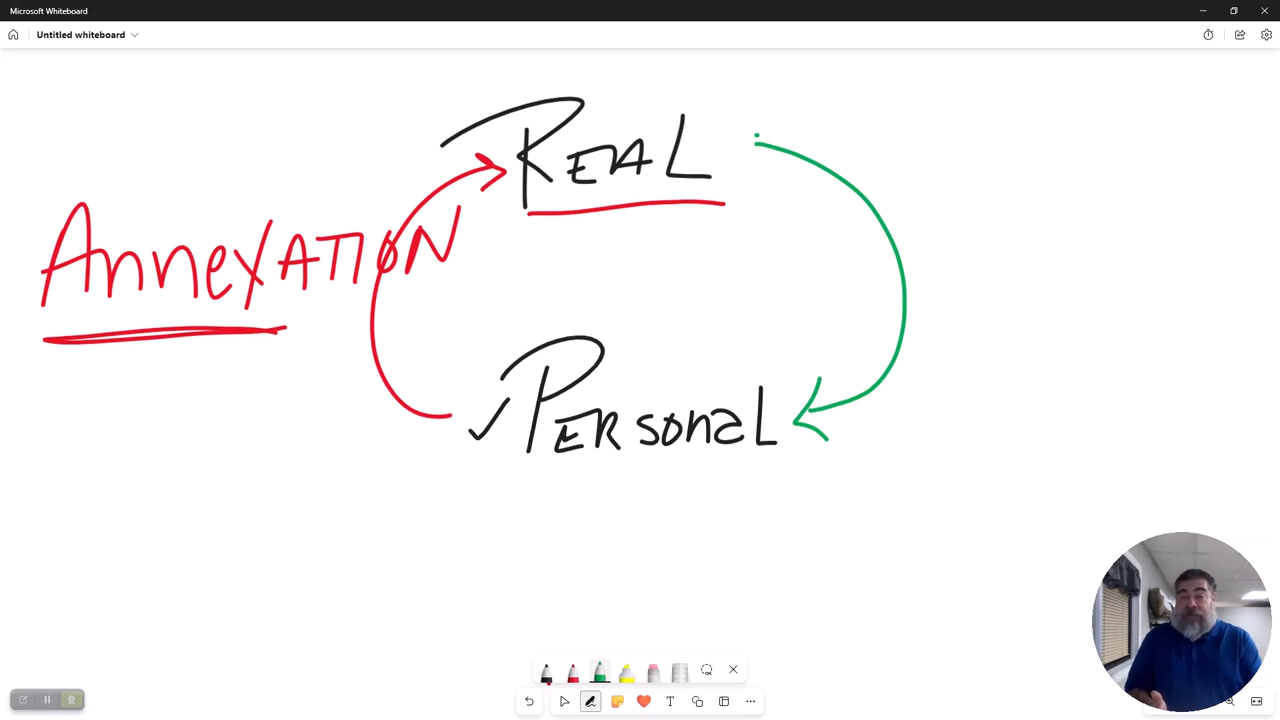 Microsoft Whiteboard
Untitled whiteboard
REAL
AnnexATION
PERsonaL
T